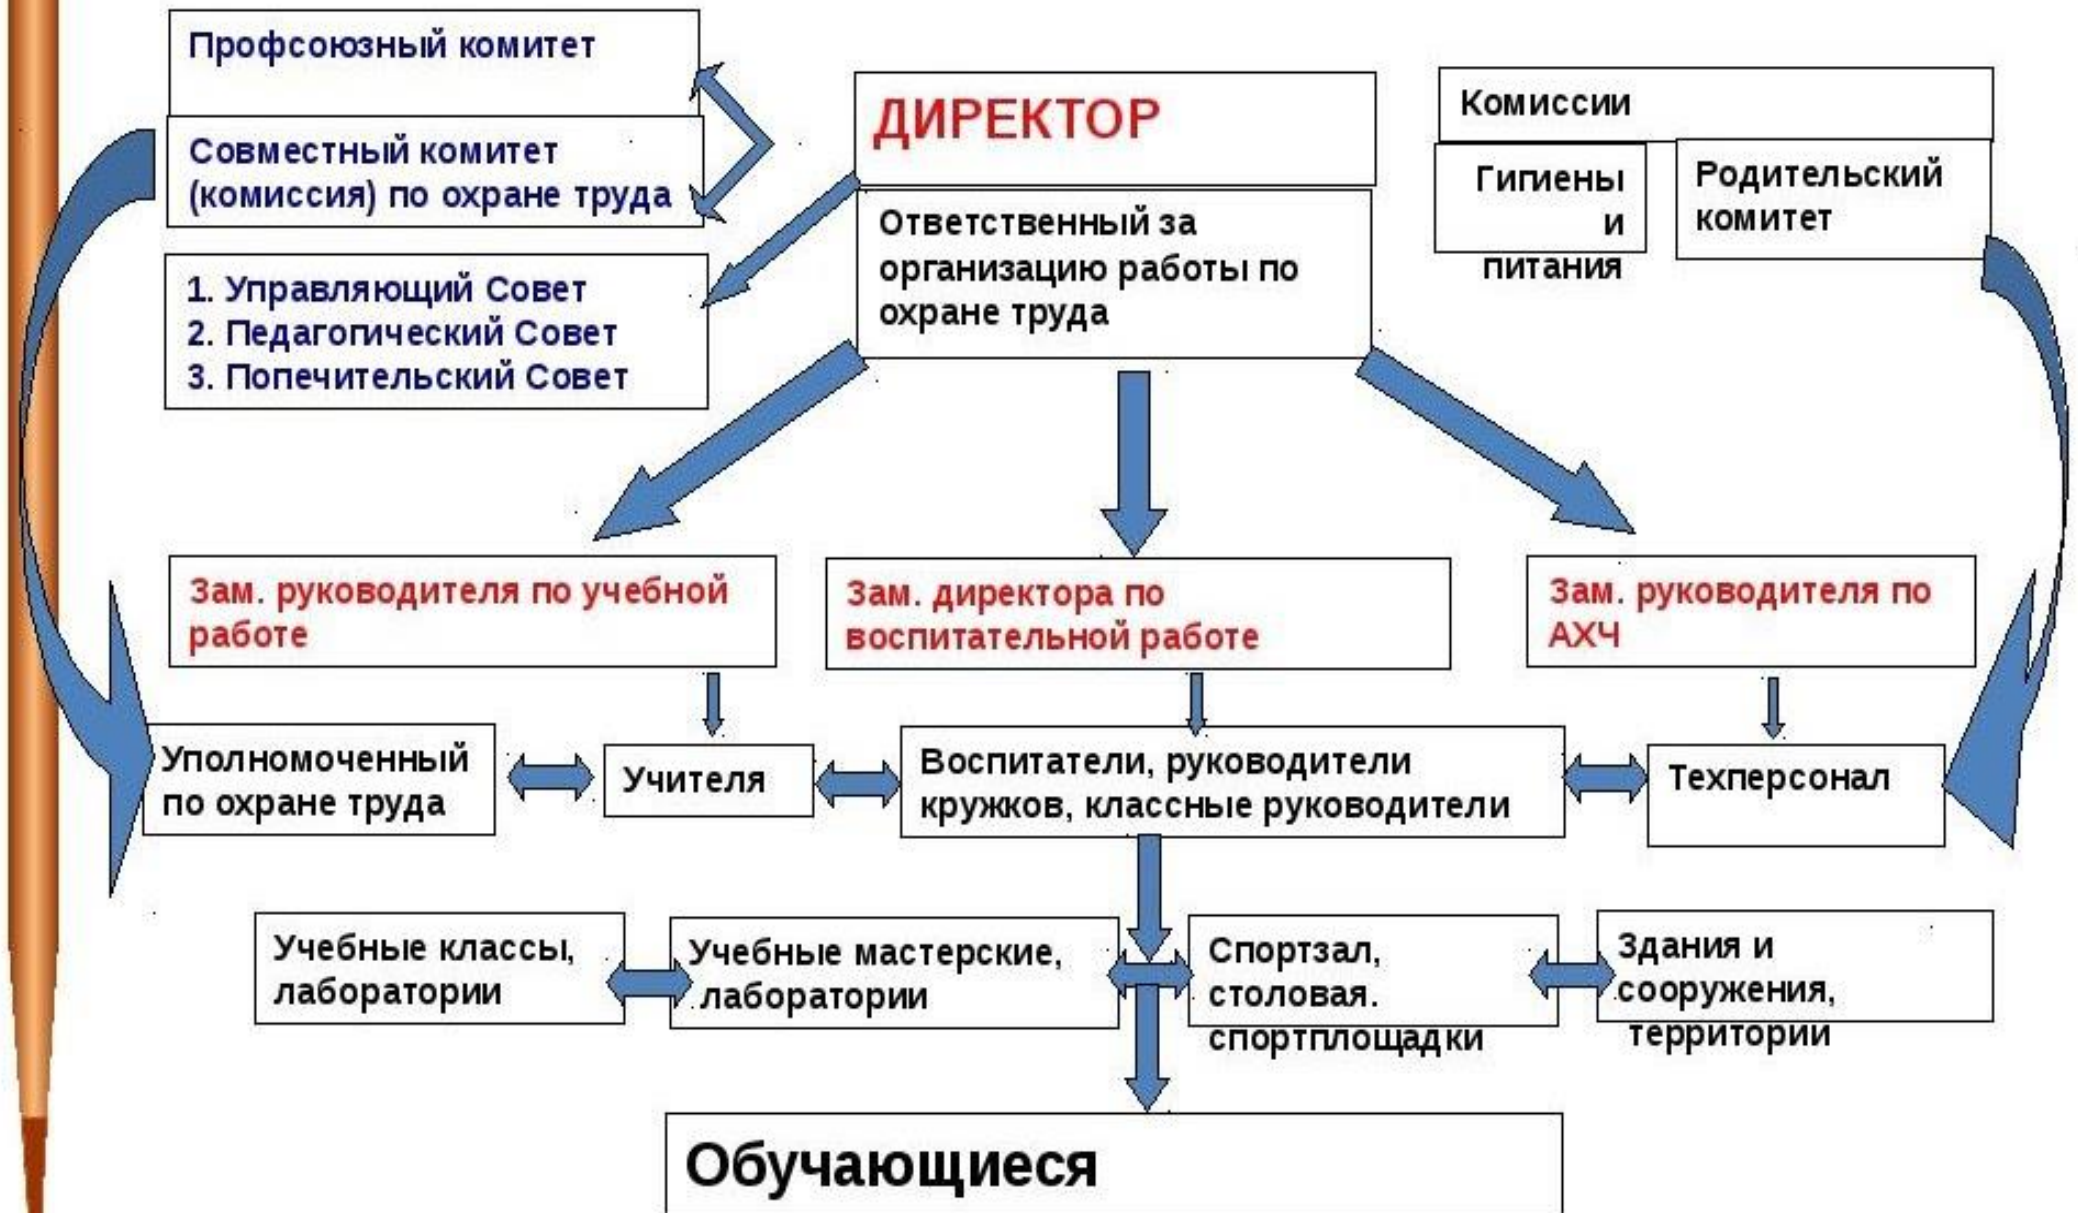 Профсоюзный комитет
Совместный комитет
(комиссия) по охране труда
1. Управляющий Совет
2. Педагогический Совет
3. Попечительский Совет
ДИРЕКТОР
Ответственный за
организацию работы по
охране труда
Комиссии
Гигиены
и
питания
Родительский
комитет
Зам. руководителя по учебной
работе
Зам. директора по
воспитательной работе
Зам. руководителя по
АХЧ
Уполномоченный
по охране труда
Учителя
Воспитатели, руководители
кружков, классные руководители
Техперсонал
Учебные классы,
лаборатории
Учебные мастерские,
лаборатории
Спортзал,
столовая.
спортплощадки
Здания и
сооружения,
территории
Обучающиеся